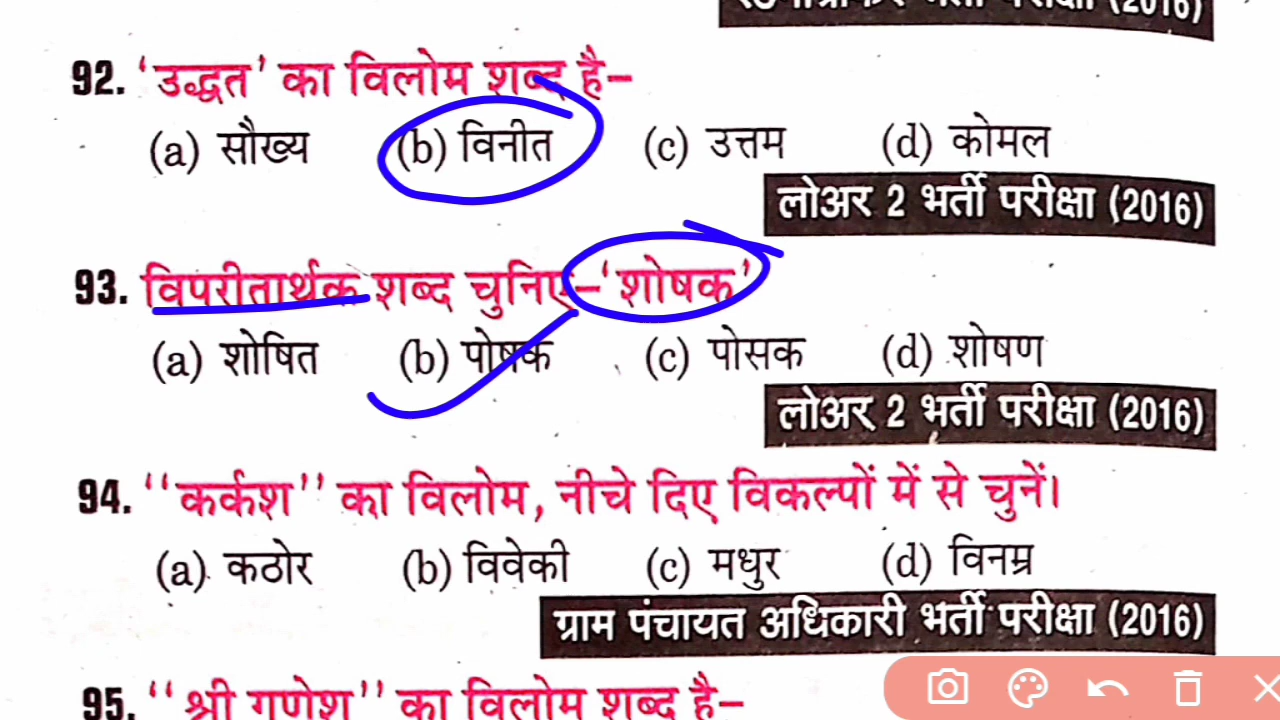 (2016)
92. 'उद्धत' का विलोम शब्द है–
(a) सौख्य (b) विनीत (c) उत्तम (d) कोमल
लोअर 2 भर्ती परीक्षा (2016)
93. विपरीतार्थक शब्द चुनिए–'शोषक'
(a) शोषित (b) पोषक (c) पोसक (d) शोषण
लोअर 2 भर्ती परीक्षा (2016)
94. ''कर्कश'' का विलोम, नीचे दिए विकल्पों में से चुनें।
(a) कठोर (b) विवेकी (c) मधुर (d) विनम्र
ग्राम पंचायत अधिकारी भर्ती परीक्षा (2016)
95. ''श्री गणेश'' का विलोम शब्द है–